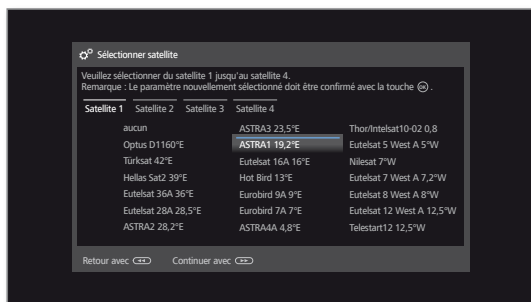 Sélectionner satellite
Veuillez sélectionner du satellite 1 jusqu'au satellite 4.
Remarque : Le paramètre nouvellement sélectionné doit être confirmé avec la touche OK .
Satellite 1 Satellite 2 Satellite 3 Satellite 4
aucun ASTRA3 23,5°E Thor/Intelsat10-02 0,8
Optus D1160°E ASTRA1 19,2°E Eutelsat 5 West A 5°W
Türksat 42°E Eutelsat 16A 16°E Nilesat 7°W
Hellas Sat2 39°E Hot Bird 13°E Eutelsat 7 West A 7,2°W
Eutelsat 36A 36°E Eurobird 9A 9°E Eutelsat 8 West A 8°W
Eutelsat 28A 28,5°E Eurobird 7A 7°E Eutelsat 12 West A 12,5°W
ASTRA2 28,2°E ASTRA4A 4,8°E Telestart12 12,5°W
Retour avec Continuer avec